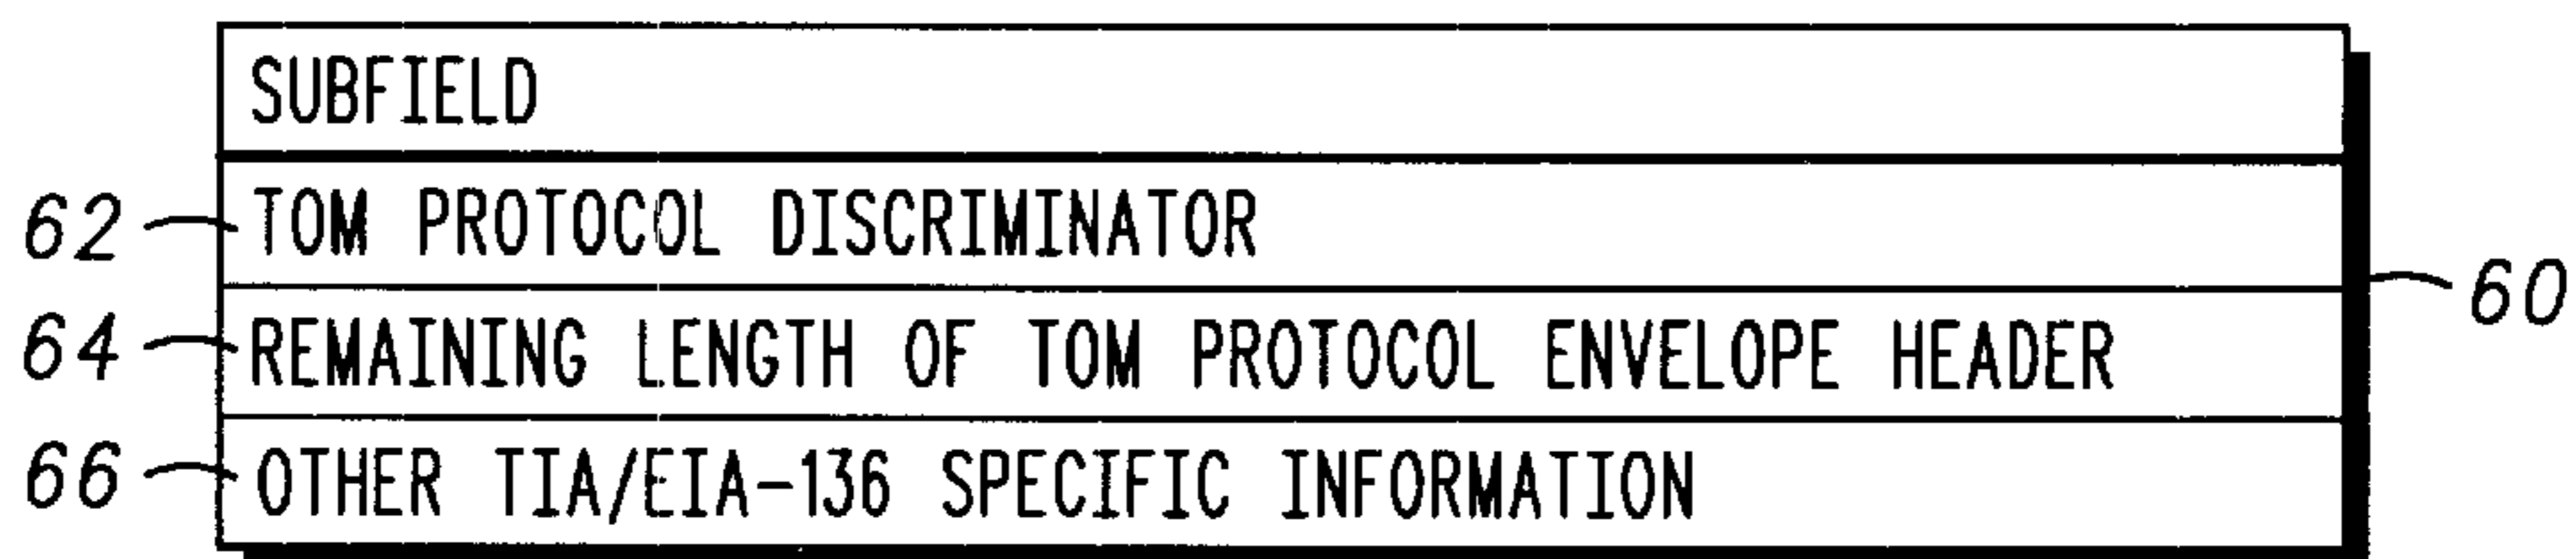 SUBFIELD
62 TOM PROTOCOL DISCRIMINATOR
60
64 REMAINING LENGTH OF TOM PROTOCOL ENVELOPE HEADER
66 OTHER TIA/EIA-136 SPECIFIC INFORMATION